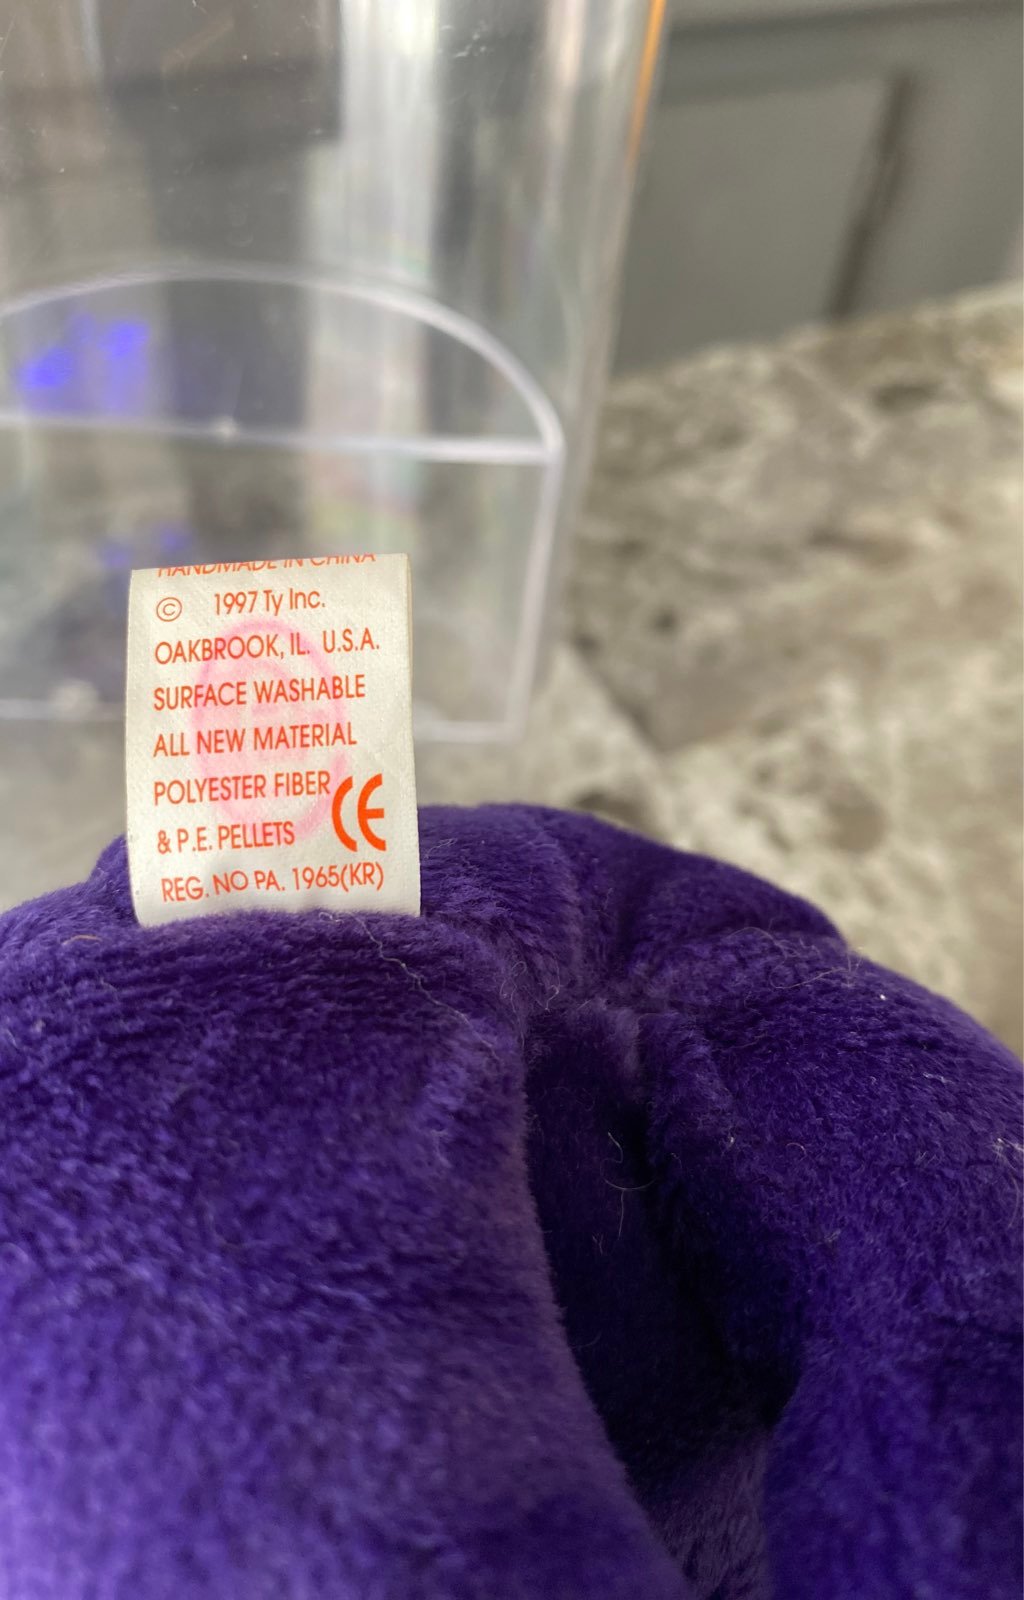 HANDMADE IN CHINA
© 1997 Ty Inc.
OAKBROOK, IL. U.S.A.
SURFACE WASHABLE
ALL NEW MATERIAL
POLYESTER FIBER
& P.E. PELLETS CE
REG. NO PA. 1965(KR)